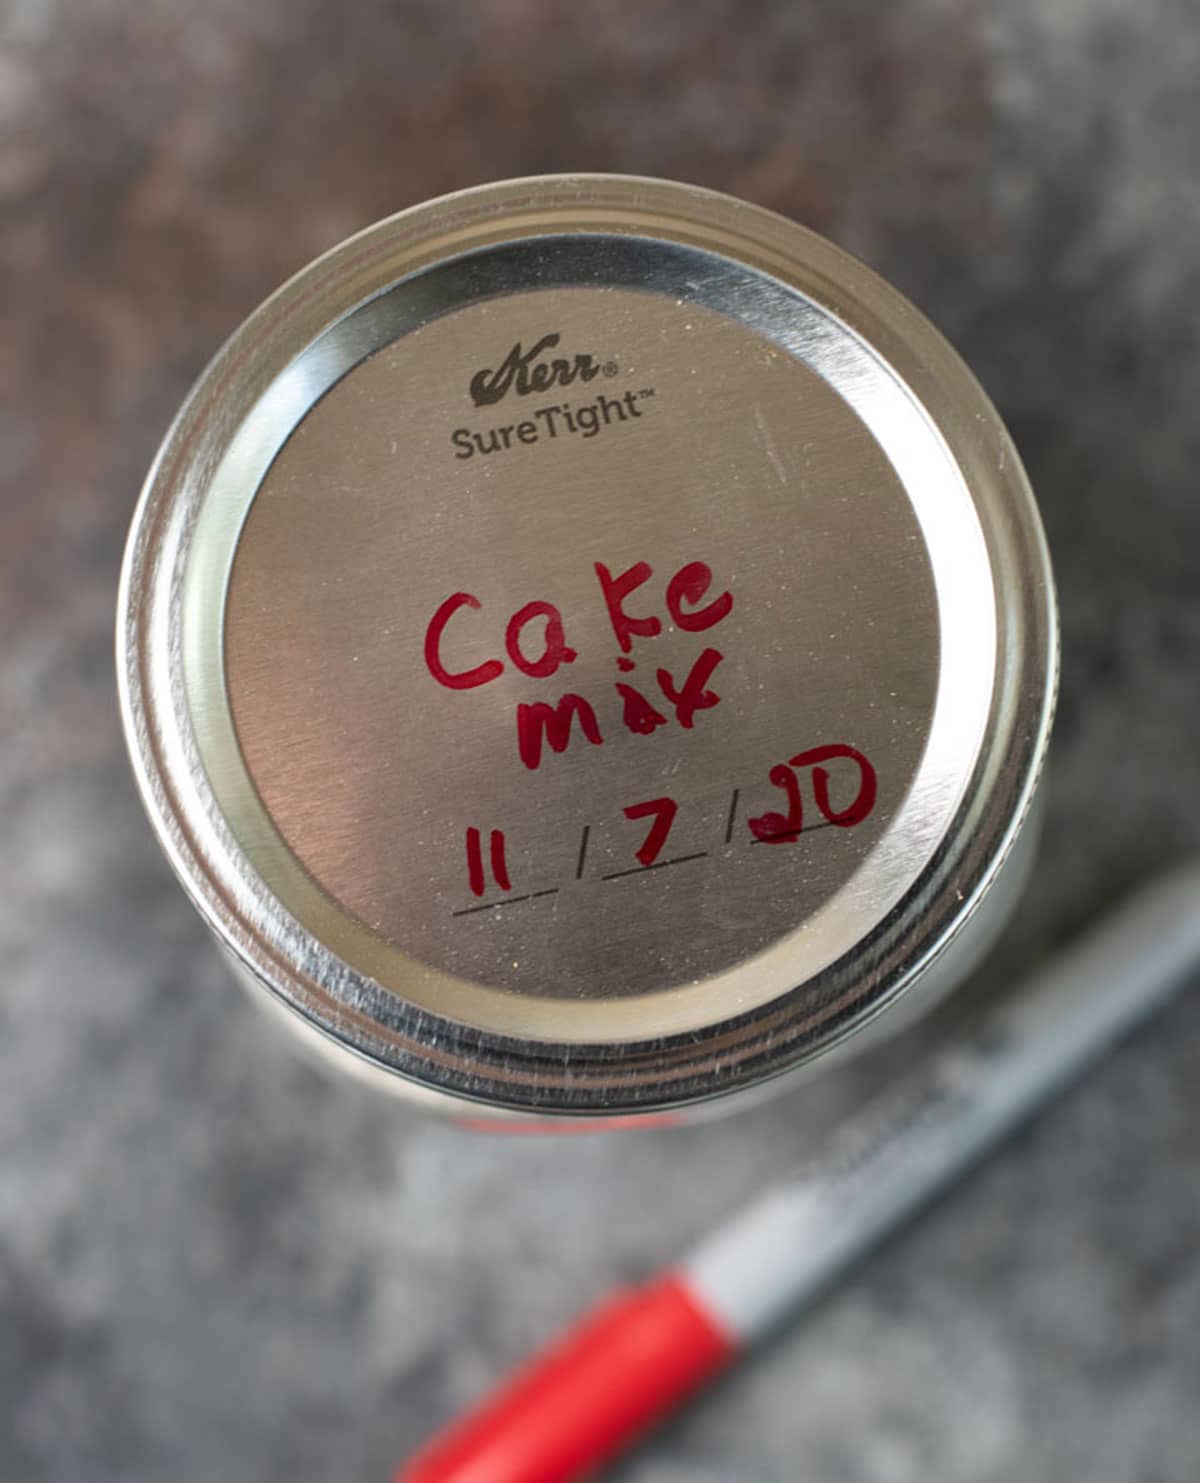 Kerr®
SureTight™
Cake
mix
11 / 7 / 20